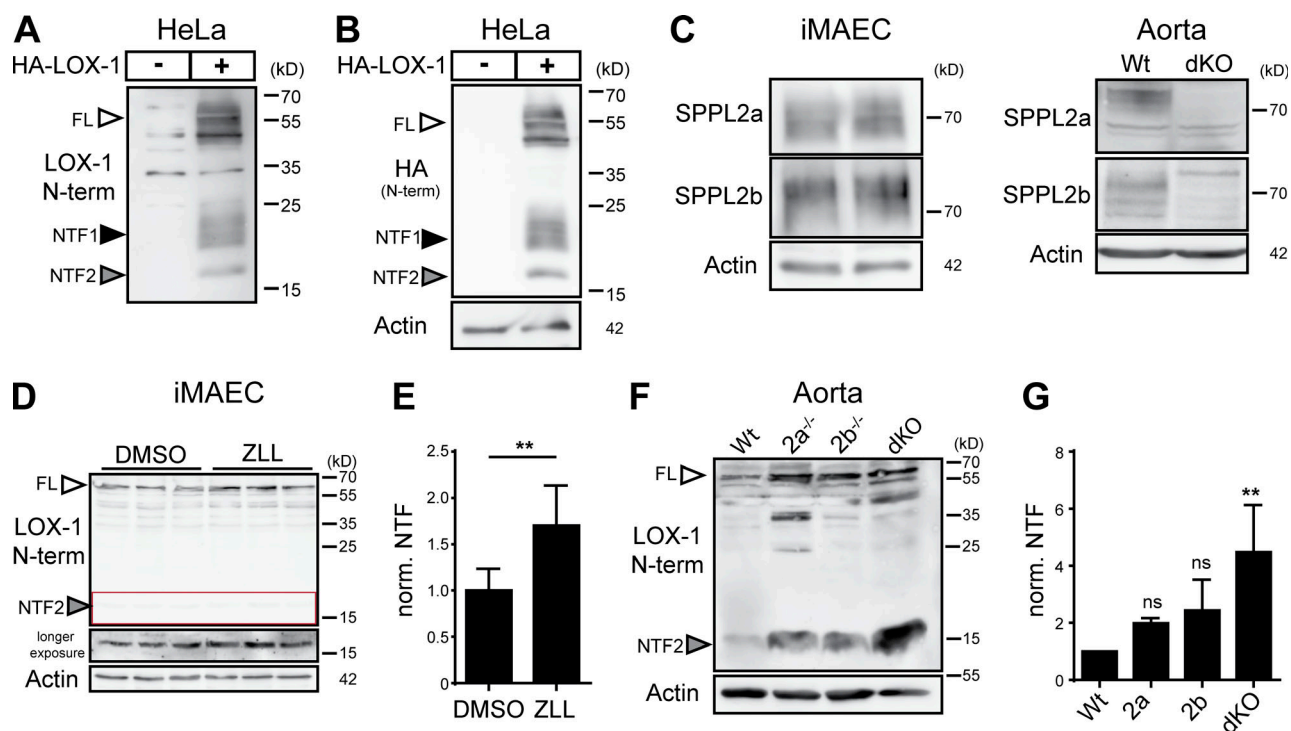 A
HeLa
HA-LOX-1 - + (kD)
FL
LOX-1
N-term
NTF1
NTF2
70
55
35
25
15
B
HeLa
HA-LOX-1 - + (kD)
FL
HA
(N-term)
NTF1
NTF2
Actin
70
55
35
25
15
42
C
iMAEC
(kD)
SPPL2a
70
SPPL2b
70
Actin
42
Aorta
Wt dKO (kD)
SPPL2a
70
SPPL2b
70
Actin
42
D
iMAEC
DMSO ZLL (kD)
FL
LOX-1
N-term
NTF2
longer
exposure
Actin
70
55
35
25
15
15
42
E
norm. NTF
2.5
2.0
1.5
1.0
0.5
0.0
**
DMSO ZLL
F
Aorta
Wt 2a-/- 2b-/- dKO (kD)
FL
LOX-1
N-term
NTF2
Actin
70
55
35
25
15
55
G
norm. NTF
8
6
4
2
0
ns
ns
**
Wt 2a 2b dKO